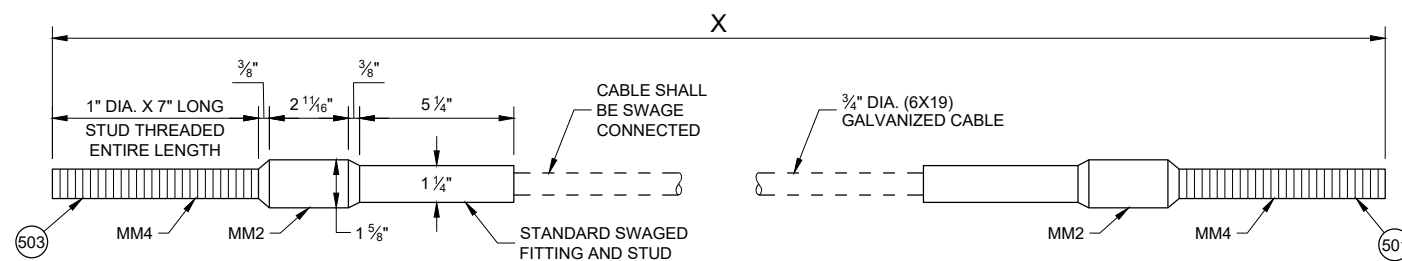 X
3/8"
3/8"
1" DIA. X 7" LONG
2 11/16"
5 1/4"
STUD THREADED
ENTIRE LENGTH
CABLE SHALL
BE SWAGE
CONNECTED
3/4" DIA. (6X19)
GALVANIZED CABLE
1 1/4"
503
MM4
MM2
1 5/8"
STANDARD SWAGED
FITTING AND STUD
MM2
MM4